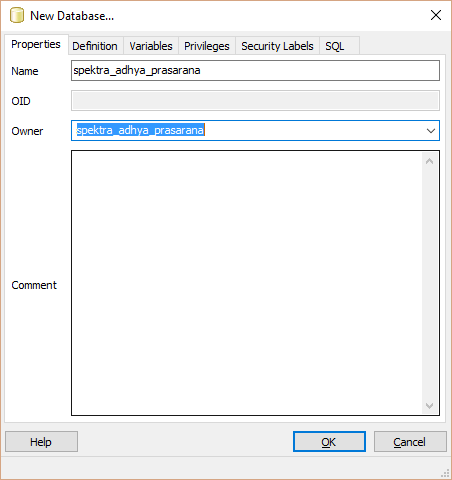 New Database...
Properties Definition Variables Privileges Security Labels SQL
Name spektra_adhya_prasarana
OID
Owner spektra_adhya_prasarana
Comment
Help OK Cancel